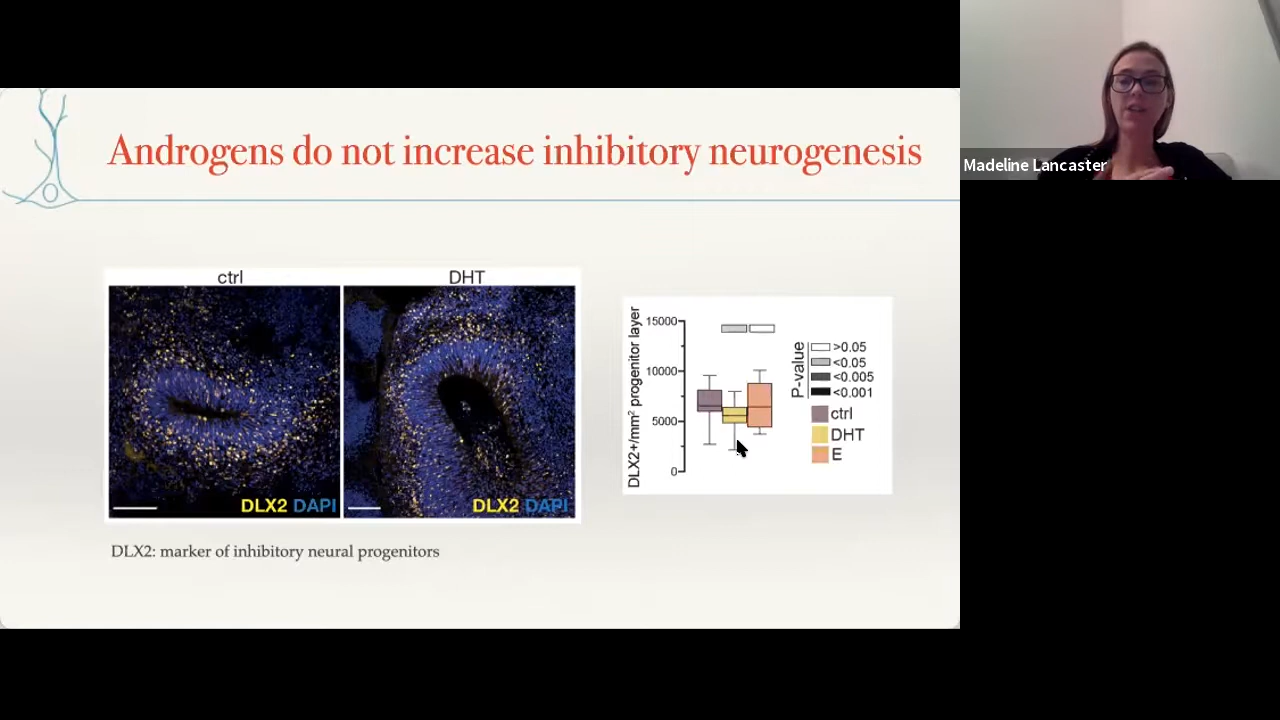 Androgens do not increase inhibitory neurogenesis
Madeline Lancaster
ctrl
DHT
DLX2 DAPI
DLX2 DAPI
DLX2: marker of inhibitory neural progenitors
DLX2+/mm² progenitor layer
15000
10000
5000
0
P-value
>0.05
<0.05
<0.005
<0.001
ctrl
DHT
E